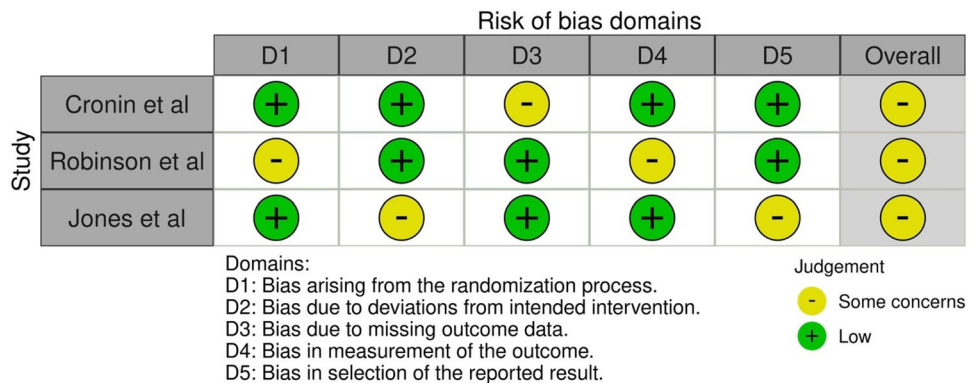 Risk of bias domains
D1 D2 D3 D4 D5 Overall
Study
Cronin et al + + - + + -
Robinson et al - + + - + -
Jones et al + - + + - -
Domains:
D1: Bias arising from the randomization process.
D2: Bias due to deviations from intended intervention.
D3: Bias due to missing outcome data.
D4: Bias in measurement of the outcome.
D5: Bias in selection of the reported result.
Judgement
- Some concerns
+ Low